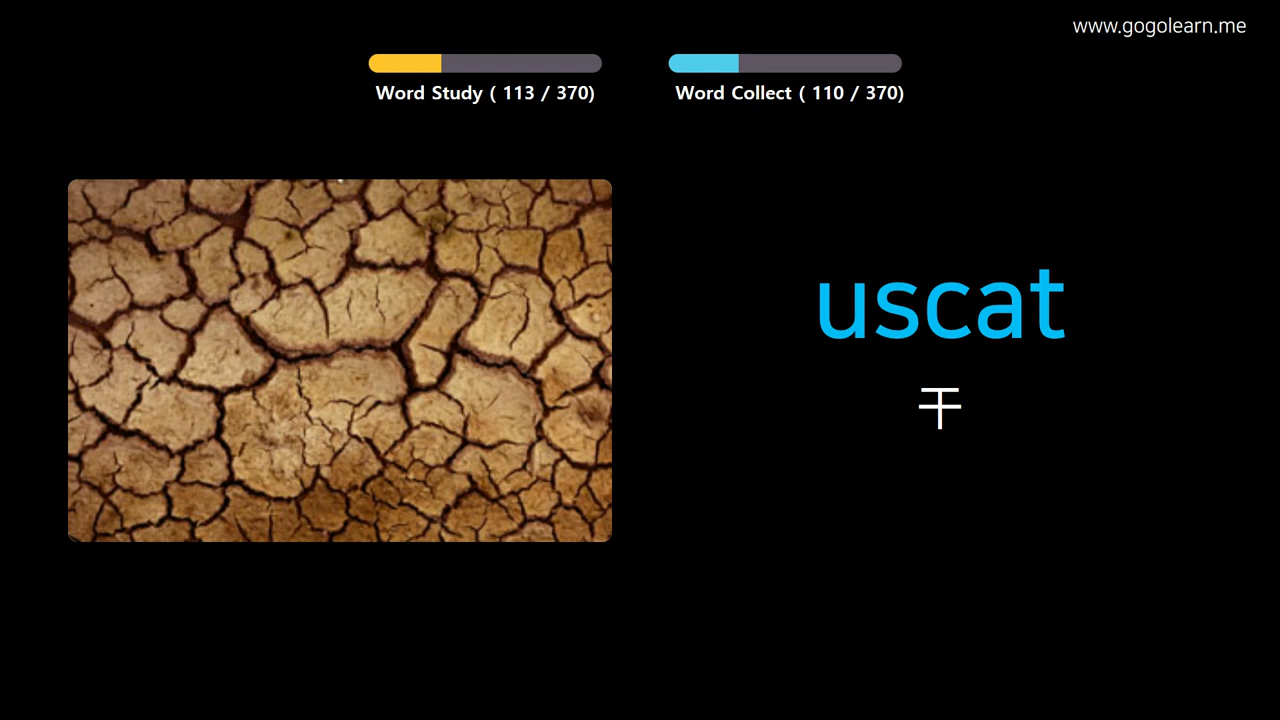 www.gogolearn.me
Word Study ( 113 / 370)
Word Collect ( 110 / 370)
uscat
干